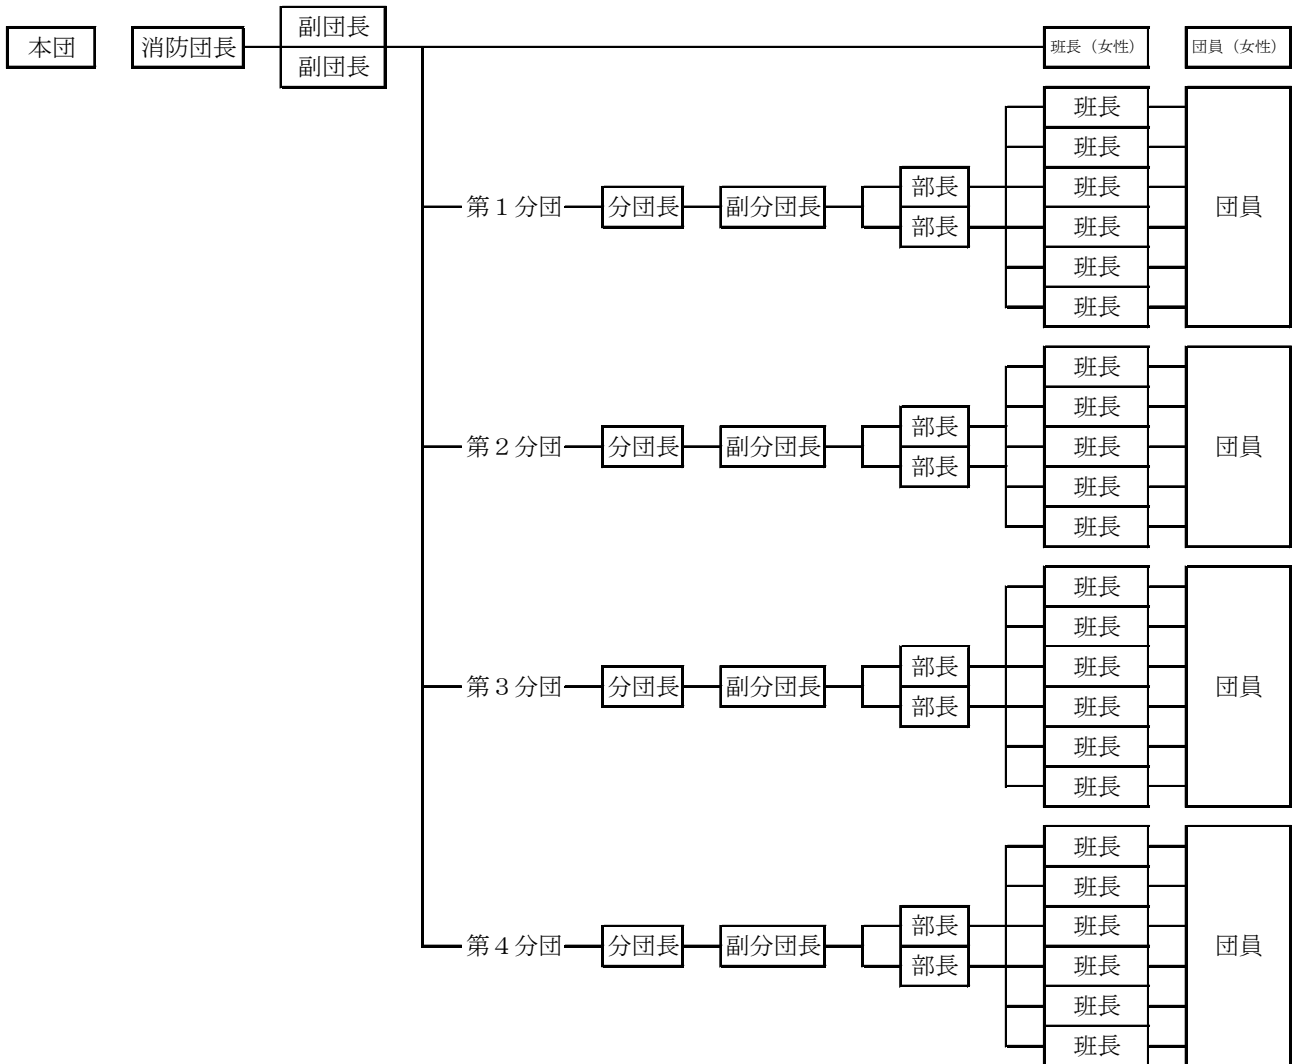 本団 消防団長 副団長 班長（女性） 団員（女性）
副団長
班長
班長
部長 班長
第１分団 分団長 副分団長 団員
部長 班長
班長
班長
班長
班長
部長
第２分団 分団長 副分団長 班長 団員
部長
班長
班長
班長
班長
部長 班長
第３分団 分団長 副分団長 団員
部長 班長
班長
班長
班長
班長
部長 班長
第４分団 分団長 副分団長 団員
部長 班長
班長
班長